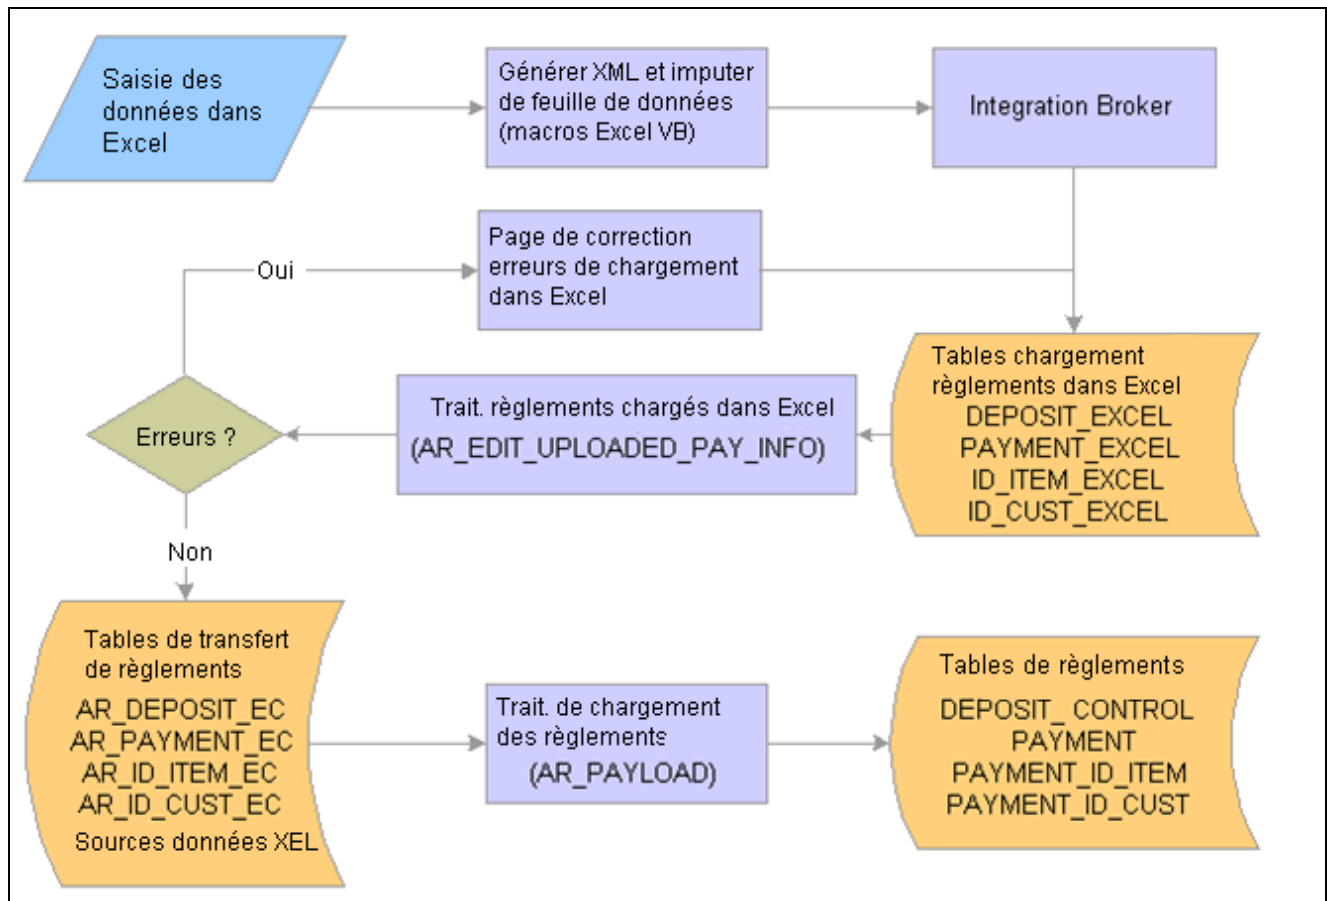 Saisie des
données dans
Excel
Générer XML et imputer
de feuille de données
(macros Excel VB)
Integration Broker
Page de correction
erreurs de chargement
dans Excel
Oui
Tables chargement
règlements dans Excel
DEPOSIT_EXCEL
PAYMENT_EXCEL
ID_ITEM_EXCEL
ID_CUST_EXCEL
Trait. règlements chargés dans Excel
(AR_EDIT_UPLOADED_PAY_INFO)
Erreurs ?
Non
Tables de transfert
de règlements
AR_DEPOSIT_EC
AR_PAYMENT_EC
AR_ID_ITEM_EC
AR_ID_CUST_EC
Sources données XEL
Trait. de chargement
des règlements
(AR_PAYLOAD)
Tables de règlements
DEPOSIT_ CONTROL
PAYMENT
PAYMENT_ID_ITEM
PAYMENT_ID_CUST